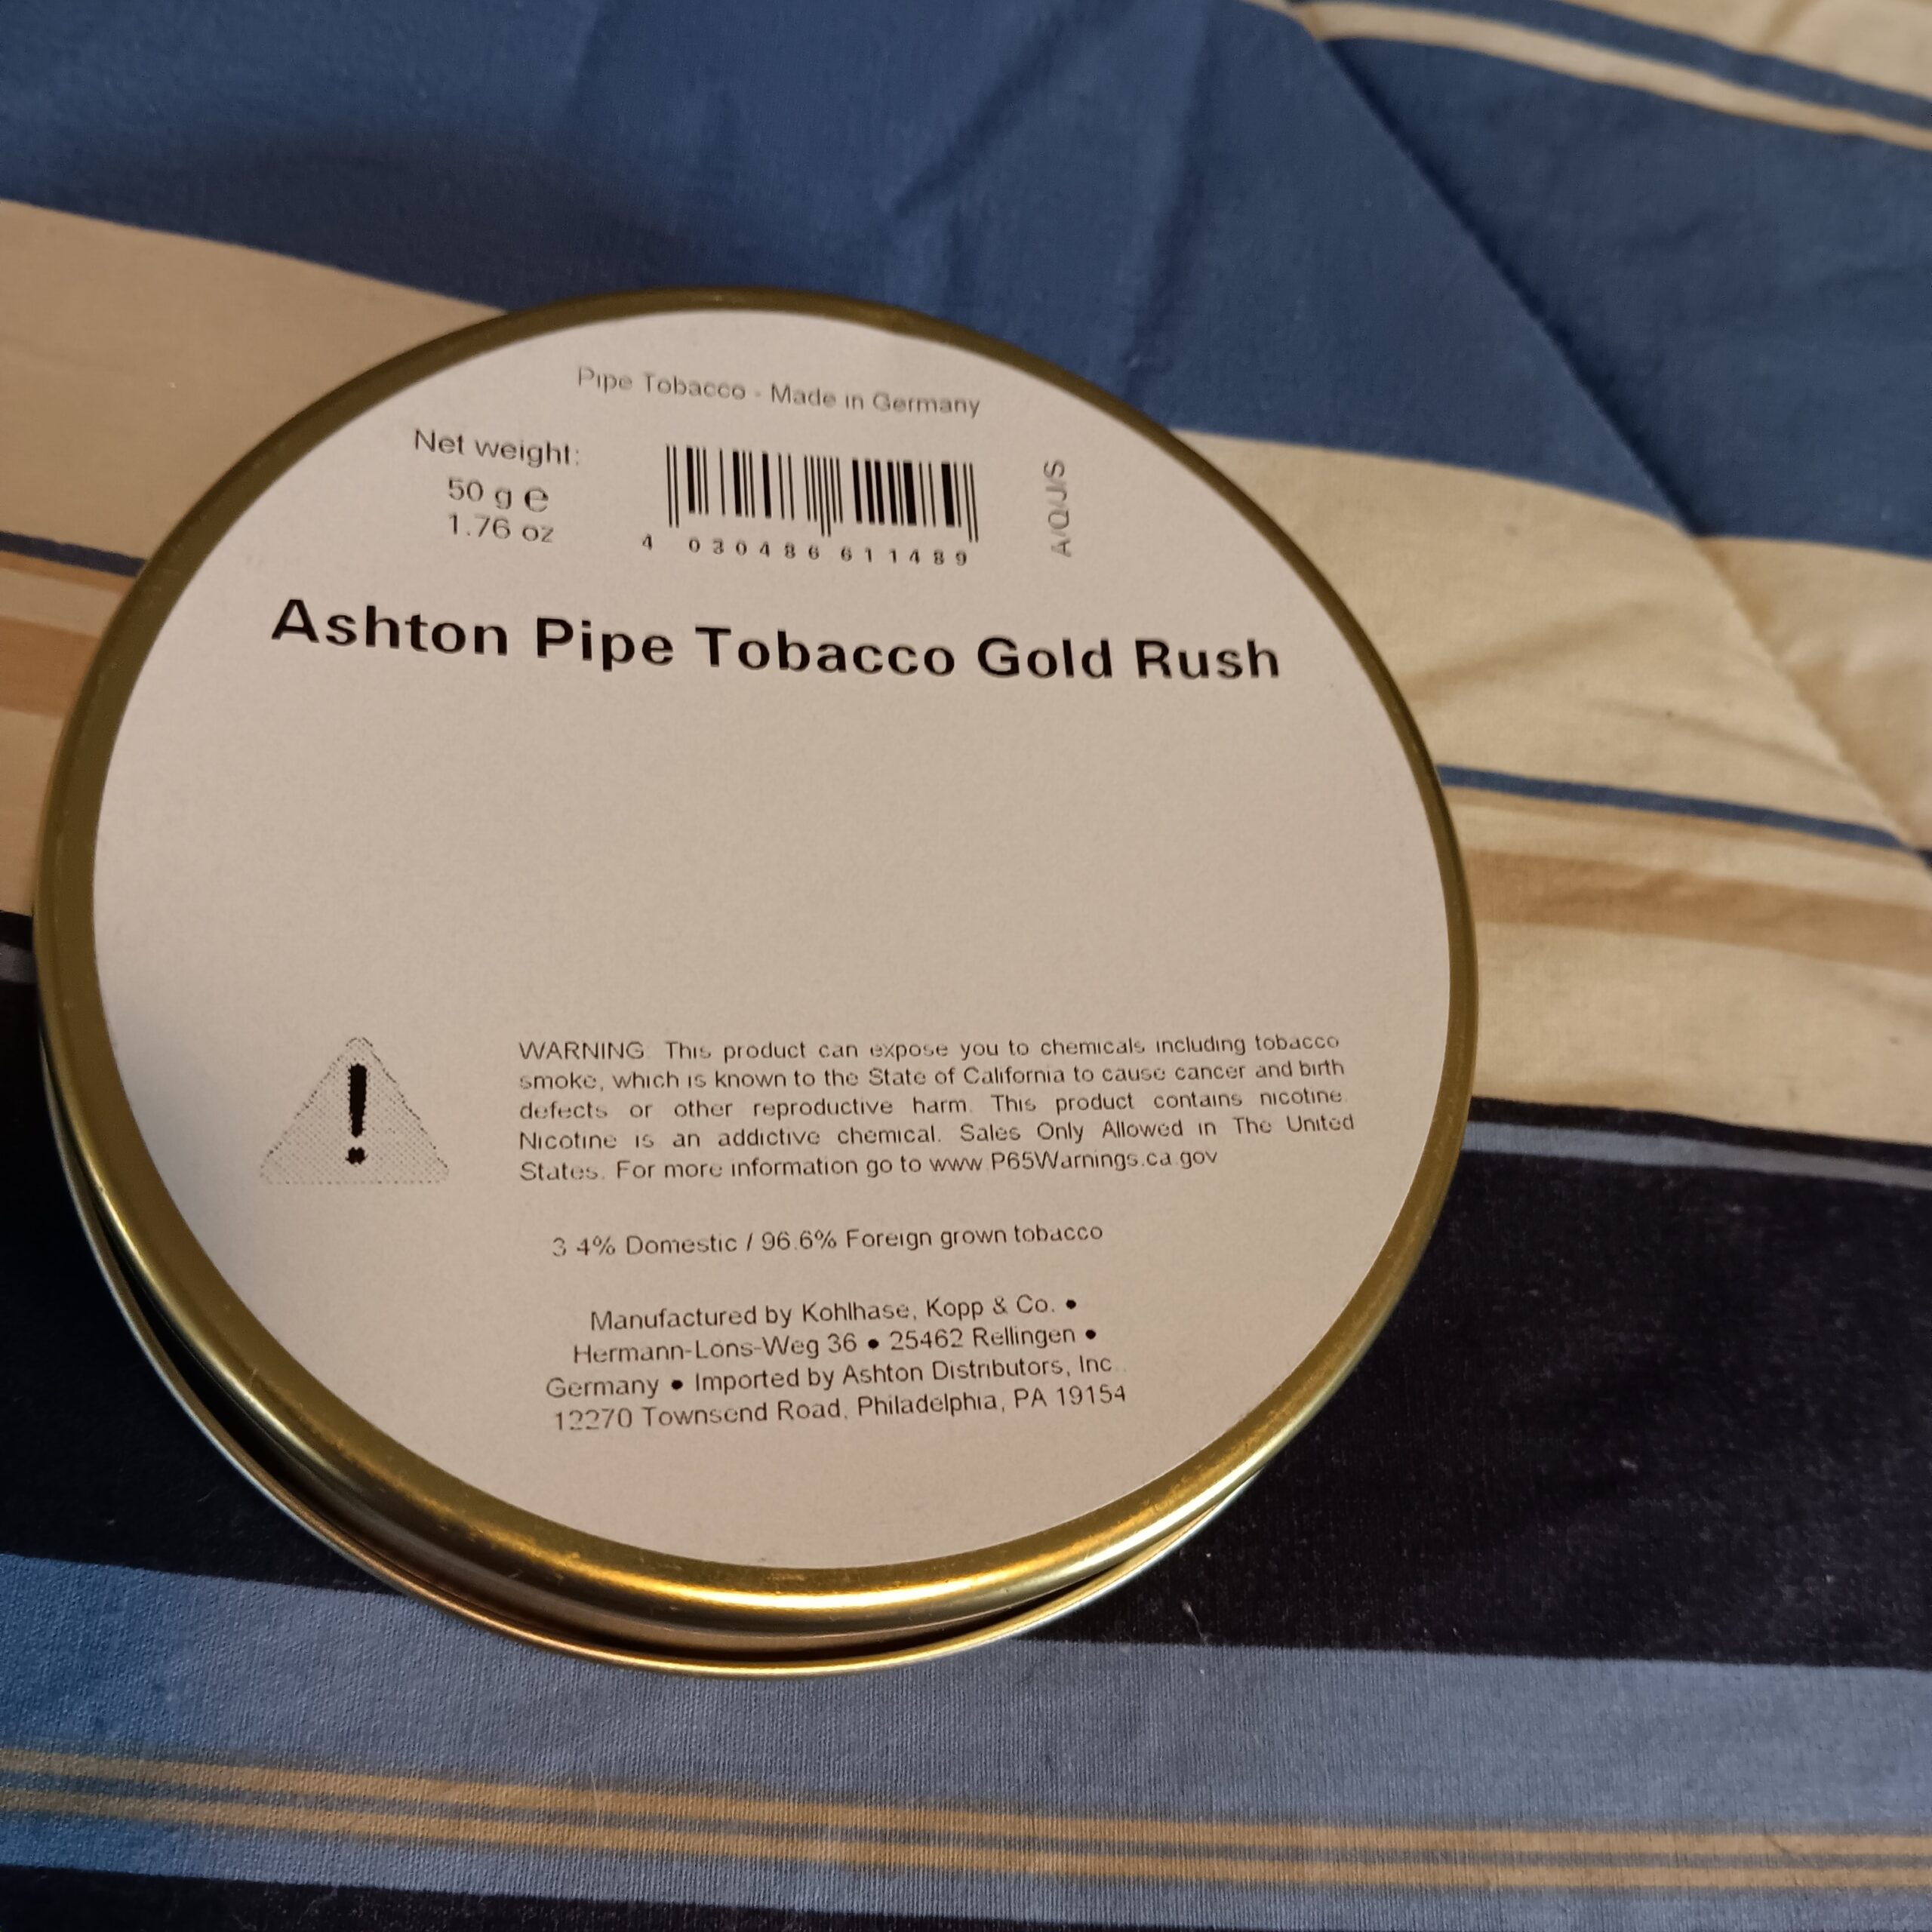 Pipe Tobacco - Made in Germany
Net weight:
50 g e
1.76 oz
4 030486 611489
A/Q/J/S
Ashton Pipe Tobacco Gold Rush
!
WARNING This product can expose you to chemicals including tobacco
smoke, which is known to the State of California to cause cancer and birth
defects or other reproductive harm. This product contains nicotine.
Nicotine is an addictive chemical. Sales Only Allowed in The United
States. For more information go to www.P65Warnings.ca.gov
3.4% Domestic / 96.6% Foreign grown tobacco
Manufactured by Kohlhase, Kopp & Co. •
Hermann-Löns-Weg 36 • 25462 Rellingen •
Germany • Imported by Ashton Distributors, Inc.
12270 Townsend Road, Philadelphia, PA 19154